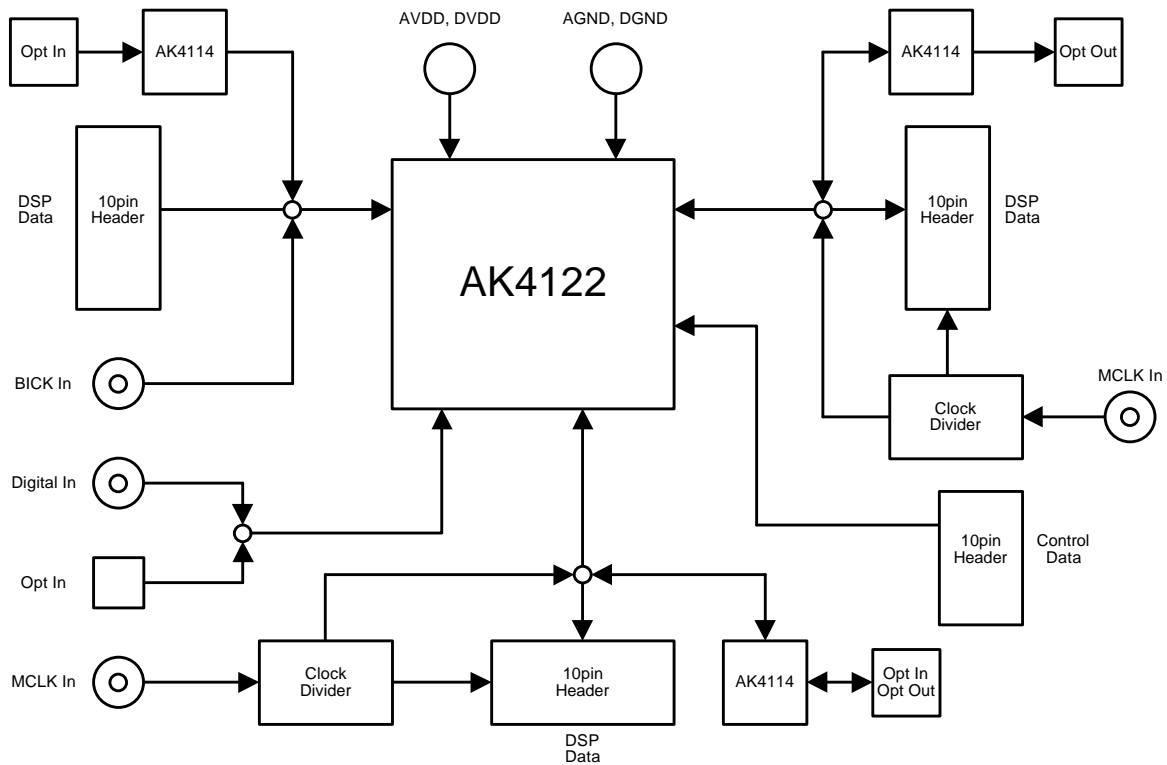 AVDD, DVDD
AGND, DGND
Opt In
AK4114
AK4114
Opt Out
DSP
Data
10pin
Header
10pin
Header
DSP
Data
AK4122
BICK In
Clock
Divider
MCLK In
Digital In
Opt In
10pin
Header
Control
Data
MCLK In
Clock
Divider
10pin
Header
DSP
Data
AK4114
Opt In
Opt Out